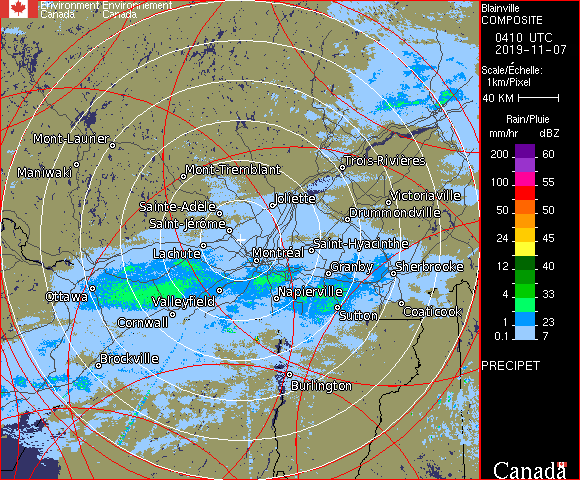 Environment Environnement
Canada Canada
Blainville
COMPOSITE
0410 UTC
2019-11-07
Scale/Échelle:
1km/Pixel
40 KM
Rain/Pluie
mm/hr dBZ
200 60
100 55
50 50
24 45
12 40
4 33
1 23
0.1 7
PRECIPET
Canada
Mont-Laurier
Maniwaki
Mont-Tremblant
Trois-Rivières
Joliette
Victoriaville
Sainte-Adèle
Drummondville
Saint-Jérôme
Saint-Hyacinthe
Lachute
Montréal
Granby
Sherbrooke
Ottawa
Valleyfield
Napierville
Coaticook
Cornwall
Sutton
Brockville
Burlington